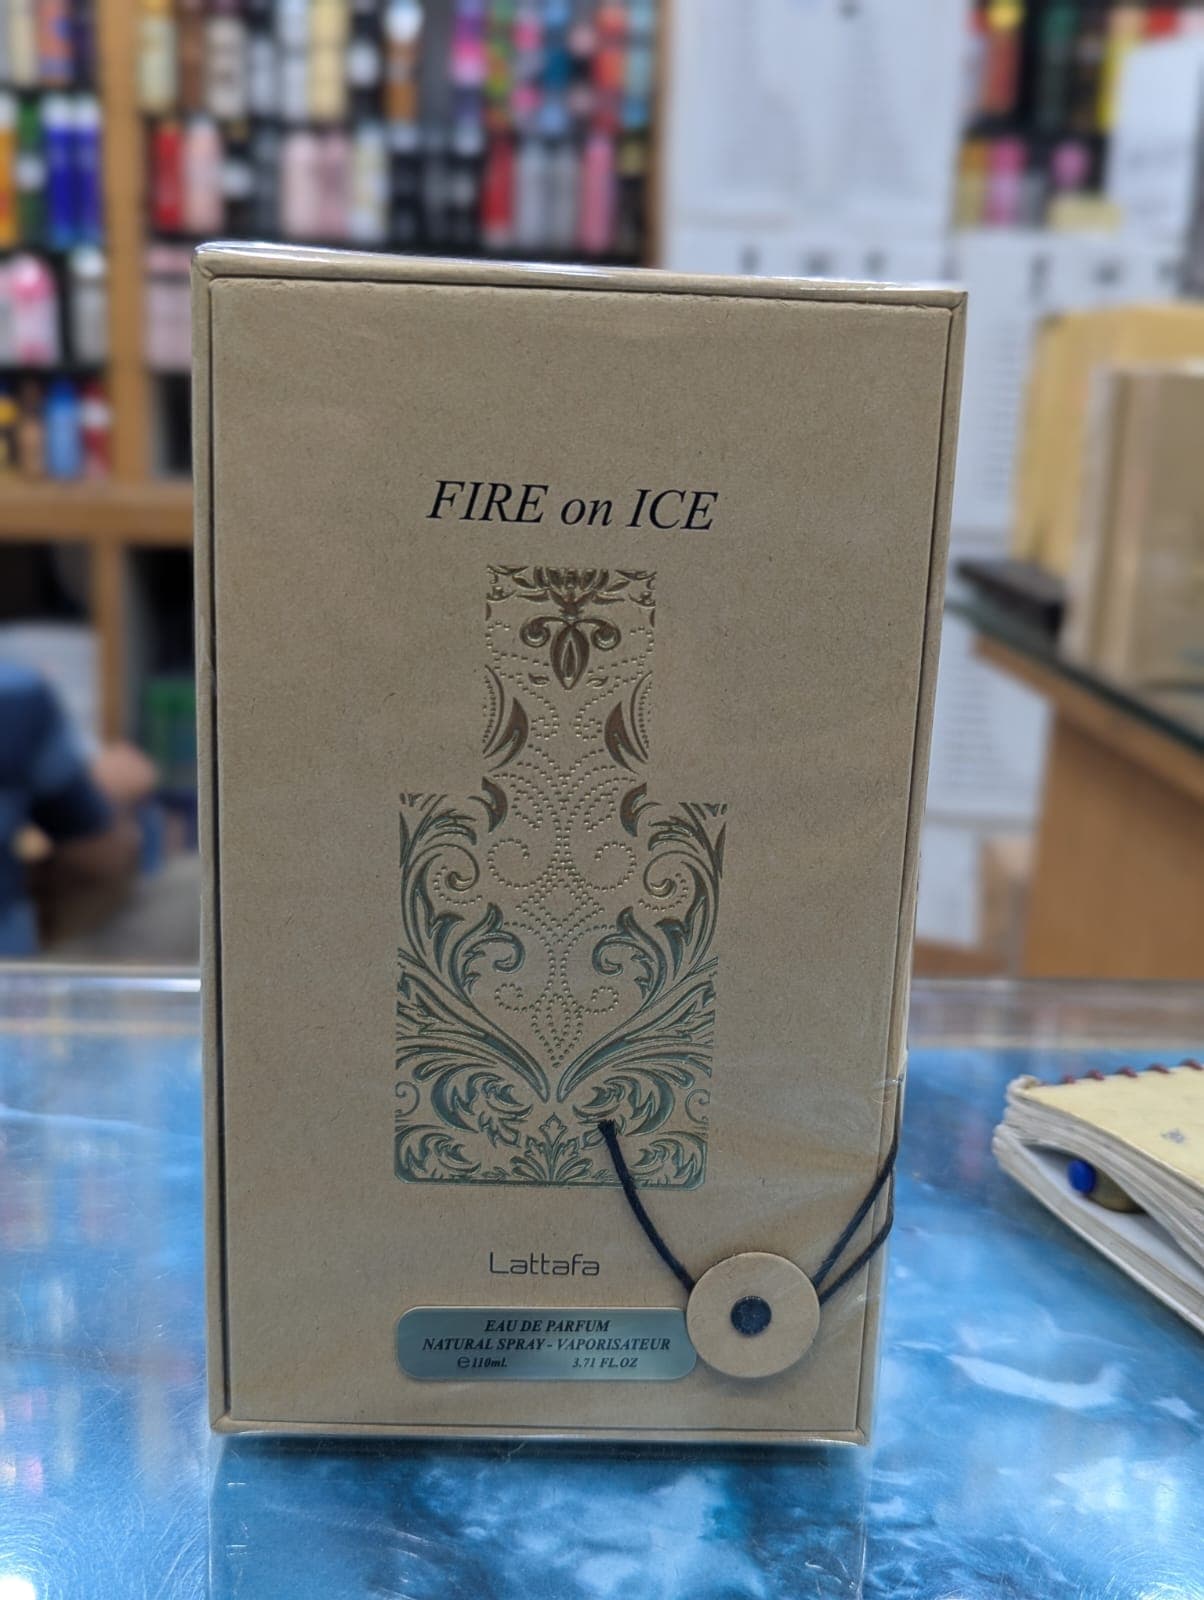 FIRE on ICE
Lattafa
EAU DE PARFUM
NATURAL SPRAY - VAPORISATEUR
℮110ml. 3.71 FL.OZ